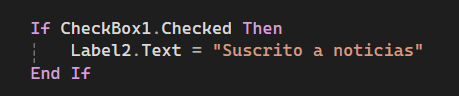 If CheckBox1.Checked Then
    Label2.Text = "Suscrito a noticias"
End If